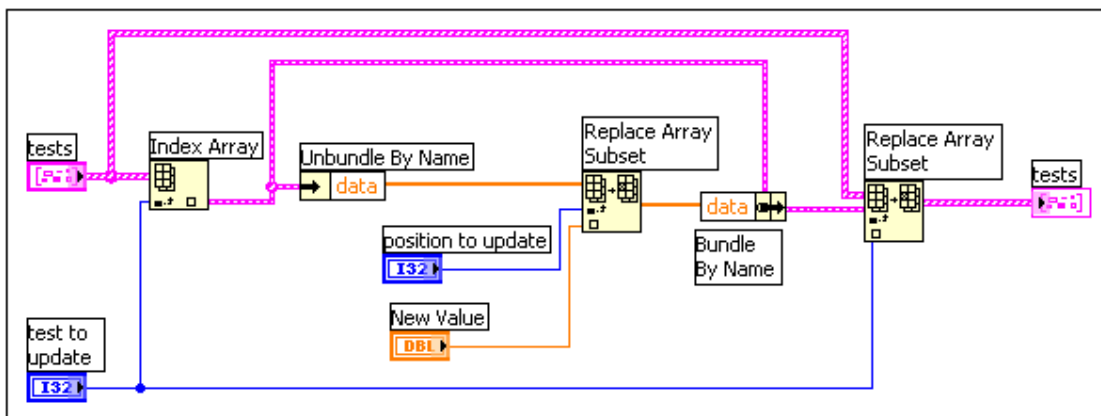 tests
Index Array
Unbundle By Name
data
Replace Array
Subset
data
Bundle
By Name
Replace Array
Subset
tests
position to update
I32
New Value
DBL
test to
update
I32